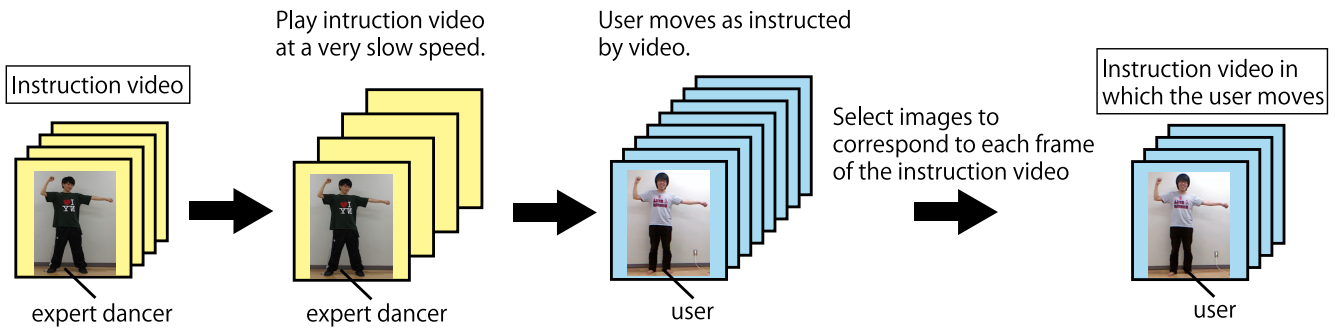 Play intruction video
at a very slow speed.
User moves as instructed
by video.
Instruction video
Select images to
correspond to each frame
of the instruction video
Instruction video in
which the user moves
expert dancer
expert dancer
user
user